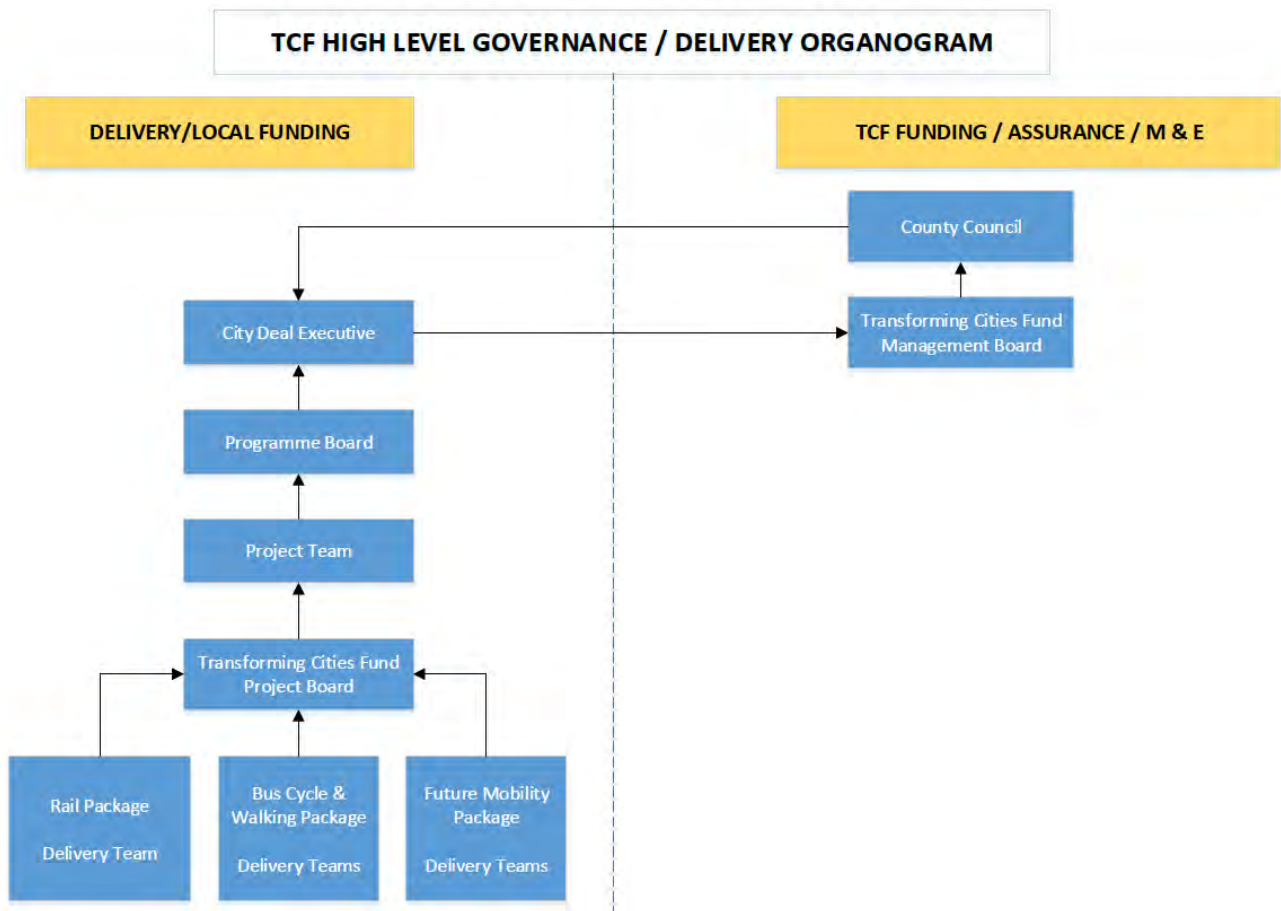 TCF HIGH LEVEL GOVERNANCE / DELIVERY ORGANOGRAM
DELIVERY/LOCAL FUNDING
TCF FUNDING / ASSURANCE / M & E
County Council
City Deal Executive
Transforming Cities Fund
Management Board
Programme Board
Project Team
Transforming Cities Fund
Project Board
Rail Package
Delivery Team
Bus Cycle &
Walking Package
Delivery Teams
Future Mobility
Package
Delivery Teams